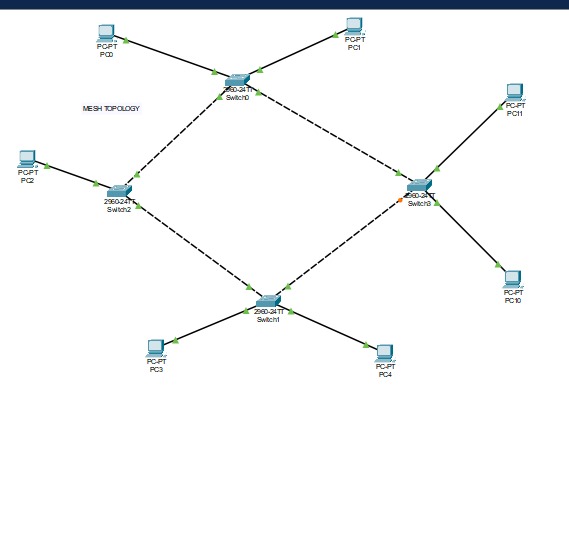 PC-PT
PC0
PC-PT
PC1
2960-24TT
Switch0
MESH TOPOLOGY
PC-PT
PC11
PC-PT
PC2
2960-24TT
Switch2
2960-24TT
Switch3
PC-PT
PC10
2960-24TT
Switch1
PC-PT
PC3
PC-PT
PC4